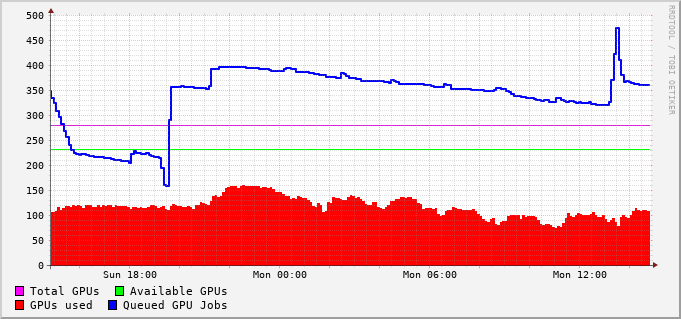 500
450
400
350
300
250
200
150
100
50
0
Sun 18:00 Mon 00:00 Mon 06:00 Mon 12:00
Total GPUs Available GPUs
GPUs used Queued GPU Jobs
RRDTOOL / TOBI OETIKER